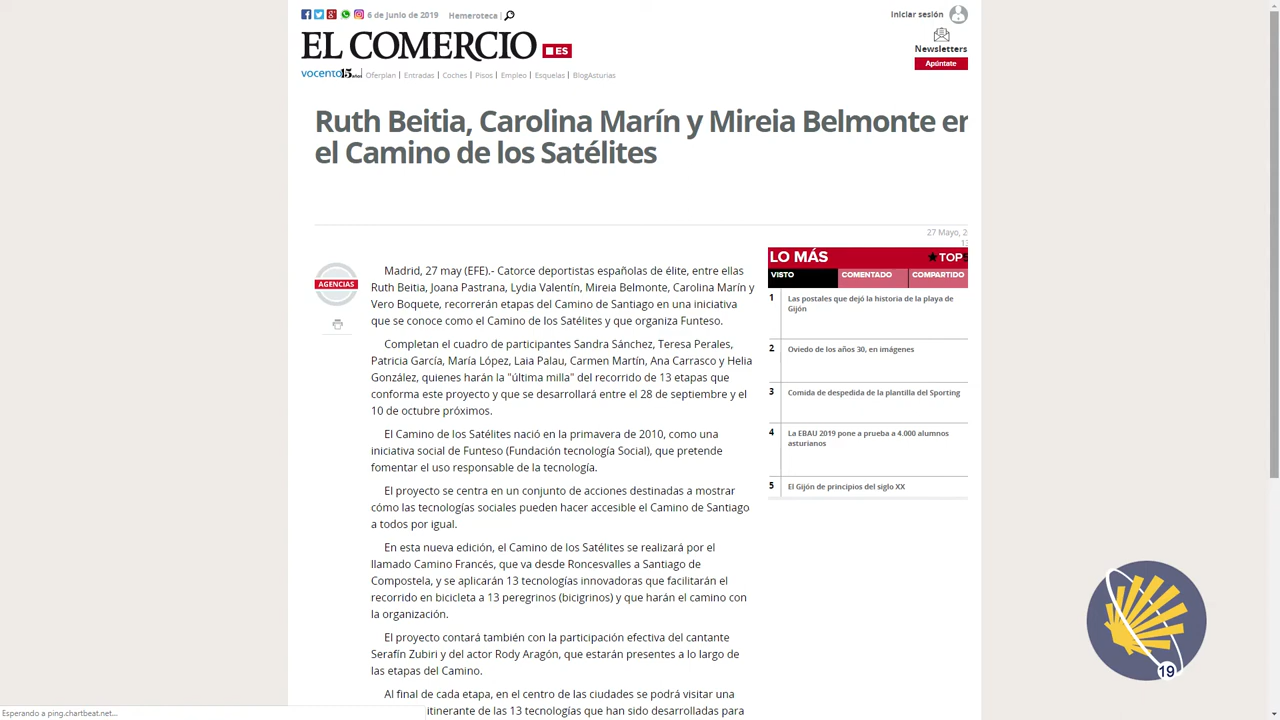 6 de junio de 2019 Hemeroteca
Iniciar sesión
EL COMERCIO ES
Newsletters
Apúntate
vocento 15 años Oferplan Entradas Coches Pisos Empleo Esquelas BlogAsturias
Ruth Beitia, Carolina Marín y Mireia Belmonte en
el Camino de los Satélites
27 Mayo, 2
13
AGENCIAS
Madrid, 27 may (EFE).- Catorce deportistas españolas de élite, entre ellas
Ruth Beitia, Joana Pastrana, Lydia Valentín, Mireia Belmonte, Carolina Marín y
Vero Boquete, recorrerán etapas del Camino de Santiago en una iniciativa
que se conoce como el Camino de los Satélites y que organiza Funteso.
Completan el cuadro de participantes Sandra Sánchez, Teresa Perales,
Patricia García, María López, Laia Palau, Carmen Martín, Ana Carrasco y Helia
González, quienes harán la "última milla" del recorrido de 13 etapas que
conforma este proyecto y que se desarrollará entre el 28 de septiembre y el
10 de octubre próximos.
El Camino de los Satélites nació en la primavera de 2010, como una
iniciativa social de Funteso (Fundación tecnología Social), que pretende
fomentar el uso responsable de la tecnología.
El proyecto se centra en un conjunto de acciones destinadas a mostrar
cómo las tecnologías sociales pueden hacer accesible el Camino de Santiago
a todos por igual.
En esta nueva edición, el Camino de los Satélites se realizará por el
llamado Camino Francés, que va desde Roncesvalles a Santiago de
Compostela, y se aplicarán 13 tecnologías innovadoras que facilitarán el
recorrido en bicicleta a 13 peregrinos (bicigrinos) y que harán el camino con
la organización.
El proyecto contará también con la participación efectiva del cantante
Serafín Zubiri y del actor Rody Aragón, que estarán presentes a lo largo de
las etapas del Camino.
Al final de cada etapa, en el centro de las ciudades se podrá visitar una
itinerante de las 13 tecnologías que han sido desarrolladas para
LO MÁS TOP
VISTO COMENTADO COMPARTIDO
1 Las postales que dejó la historia de la playa de
Gijón
2 Oviedo de los años 30, en imágenes
3 Comida de despedida de la plantilla del Sporting
4 La EBAU 2019 pone a prueba a 4.000 alumnos
asturianos
5 El Gijón de principios del siglo XX
19
Esperando a ping.chartbeat.net...